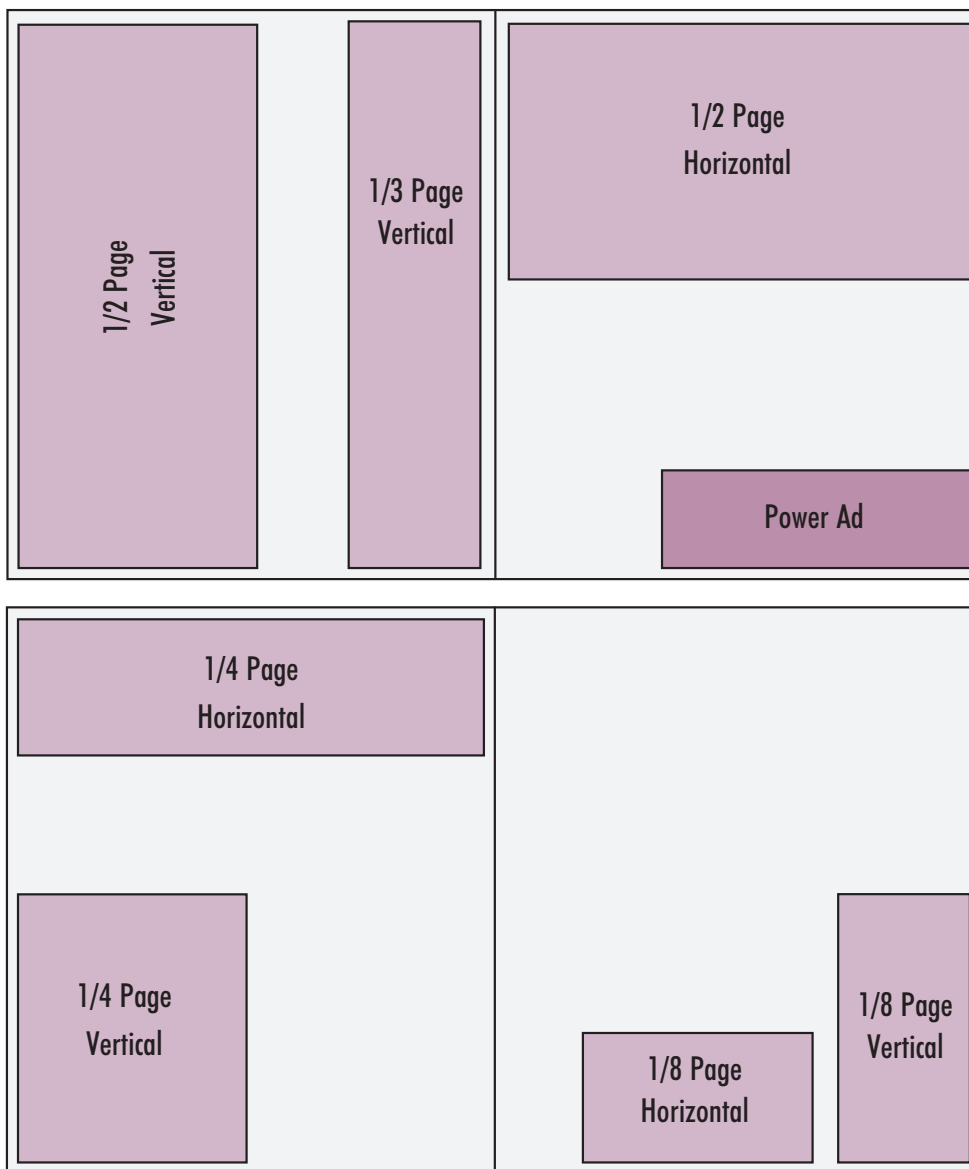 1/2 Page
Vertical
1/3 Page
Vertical
1/2 Page
Horizontal
Power Ad
1/4 Page
Horizontal
1/4 Page
Vertical
1/8 Page
Horizontal
1/8 Page
Vertical